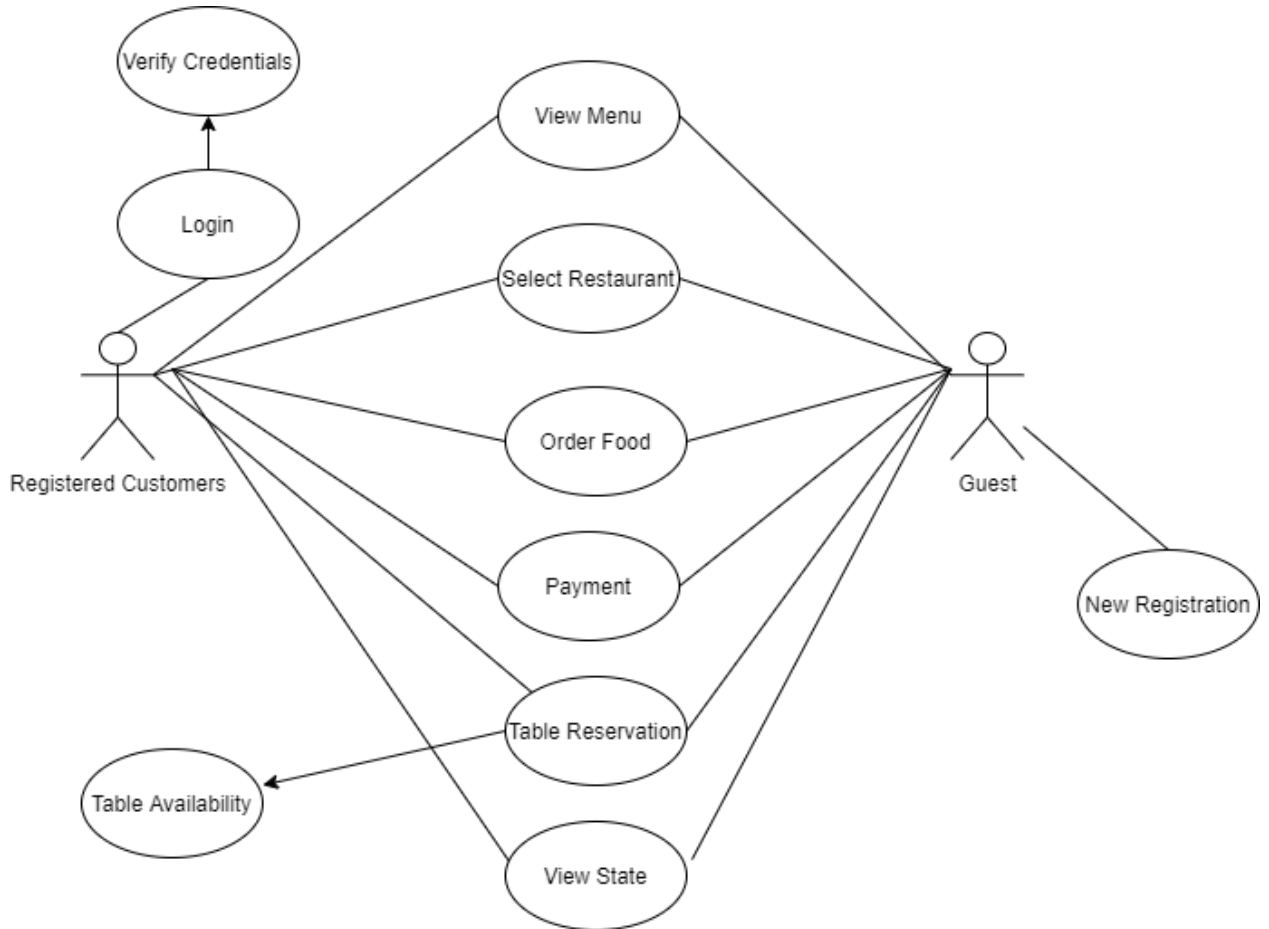 Verify Credentials
View Menu
Login
Select Restaurant
Order Food
Registered Customers
Guest
Payment
New Registration
Table Reservation
Table Availability
View State